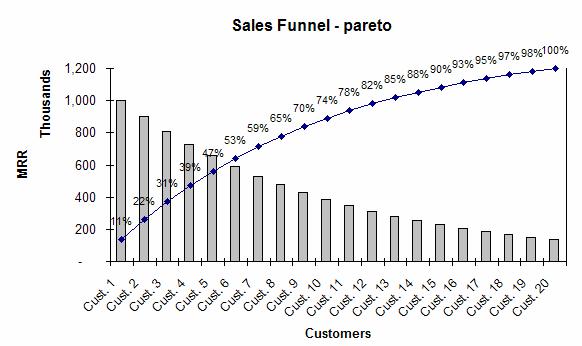 Sales Funnel - pareto
Thousands
MRR
1,200
1,000
800
600
400
200
-
11%
22%
31%
39%
47%
53%
59%
65%
70%
74%
78%
82%
85%
88%
90%
93%
95%
97%
98%
100%
Cust. 1
Cust. 2
Cust. 3
Cust. 4
Cust. 5
Cust. 6
Cust. 7
Cust. 8
Cust. 9
Cust. 10
Cust. 11
Cust. 12
Cust. 13
Cust. 14
Cust. 15
Cust. 16
Cust. 17
Cust. 18
Cust. 19
Cust. 20
Customers